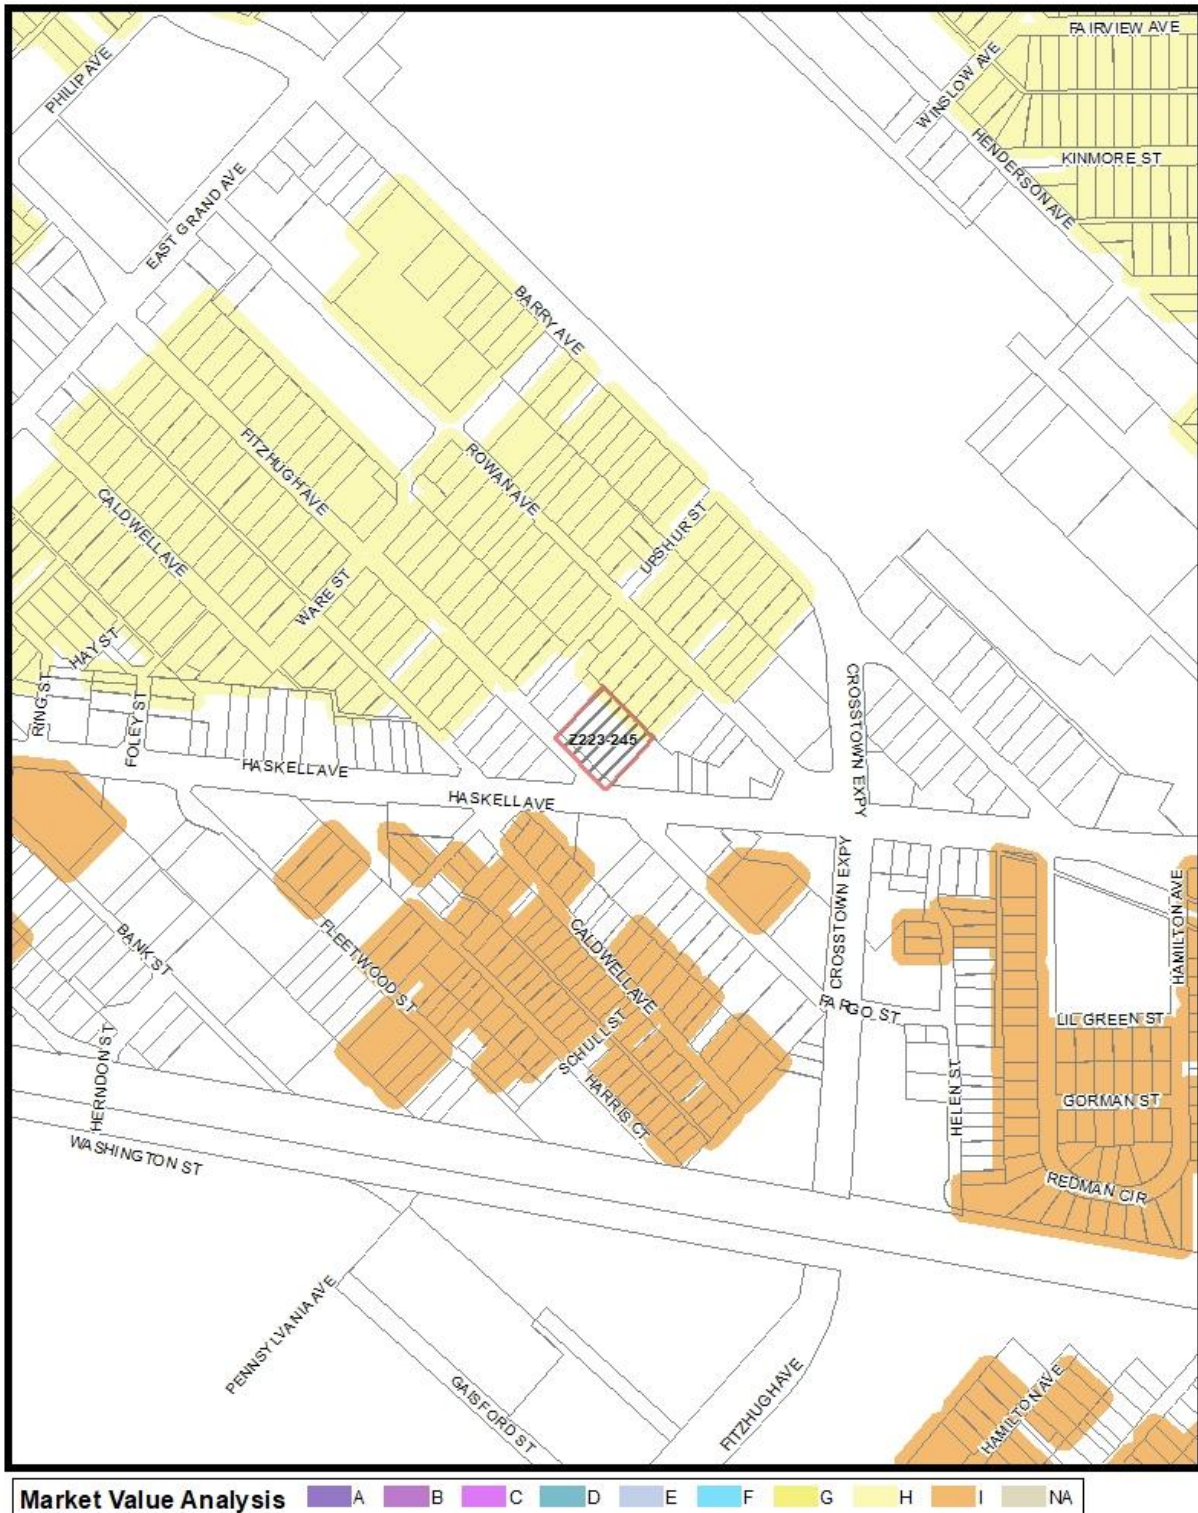 FAIRVIEW AVE
WINSLOW AVE
PHILIP AVE
HENDERSON AVE
KINMORE ST
EAST GRAND AVE
BARRY AVE
FITZHUGH AVE
ROWAN AVE
CALDWELL AVE
UPSHUR ST
WARE ST
HAY ST
RING ST
FOLEY ST
CROSSTOWN EXPY
Z223-245
HASKELL AVE
HASKELL AVE
CROSSTOWN EXPY
HAMILTON AVE
BANK ST
FLEETWOOD ST
CALDWELL AVE
FARGO ST
LIL GREEN ST
SCHULL ST
HERNDON ST
HARRIS CT
HELEN ST
GORMAN ST
WASHINGTON ST
REDMAN CIR
PENNSYLVANIA AVE
GAISFORD ST
FITZHUGH AVE
HAMILTON AVE
Market Value Analysis A B C D E F G H I NA